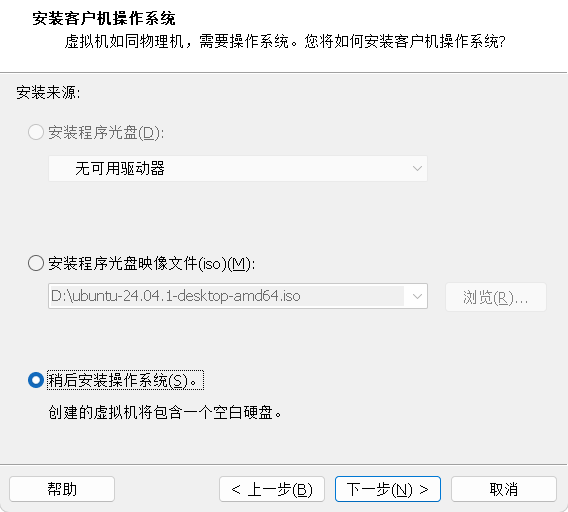 安装客户机操作系统
虚拟机如同物理机，需要操作系统。您将如何安装客户机操作系统?
安装来源:
安装程序光盘(D):
无可用驱动器
安装程序光盘映像文件(iso)(M):
D:\ubuntu-24.04.1-desktop-amd64.iso
浏览(R)...
稍后安装操作系统(S)。
创建的虚拟机将包含一个空白硬盘。
帮助
< 上一步(B)
下一步(N) >
取消